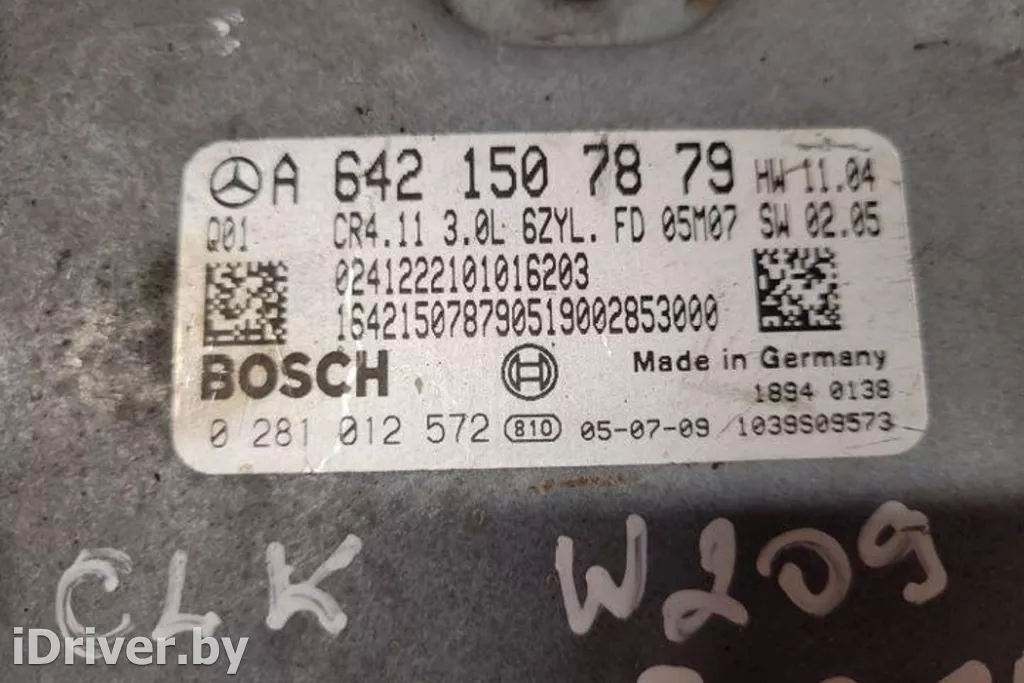 A 642 150 78 79 HW 11.04
Q01 CR4.11 3.0L 6ZYL. FD 05M07 SW 02.05
0241222101016203
1642150787905190028530​00
BOSCH Made in Germany
1894 0138
0 281 012 572 810 05-07-09 1039S09573
CLK W209
iDriver.by